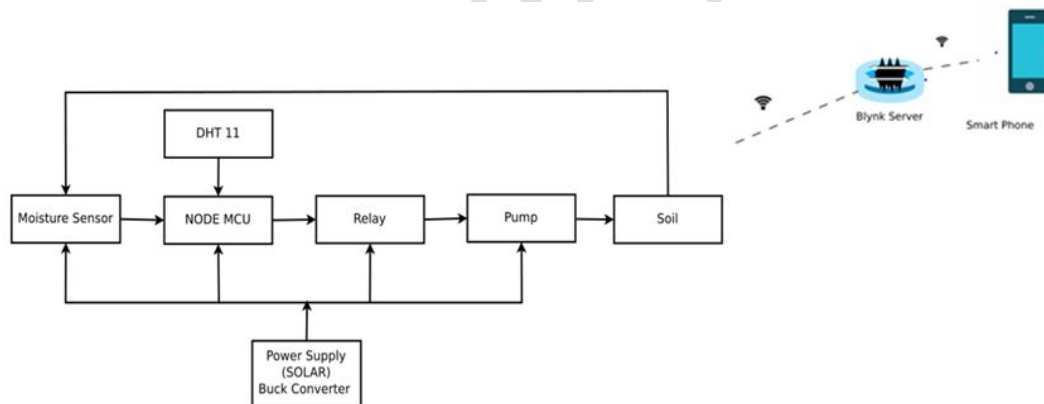 Blynk Server
Smart Phone
DHT 11
Moisture Sensor
NODE MCU
Relay
Pump
Soil
Power Supply
(SOLAR)
Buck Converter